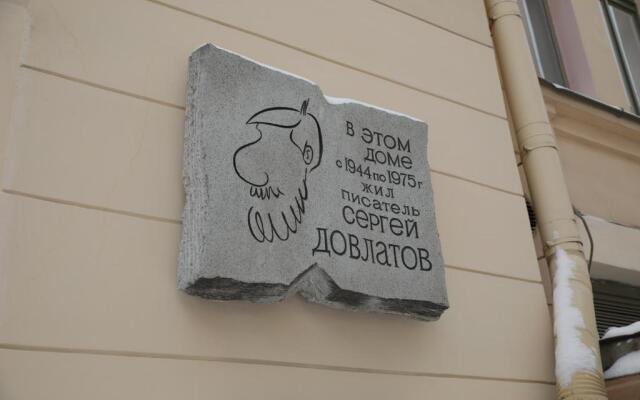 В ЭТОМ
ДОМЕ
с 1944 по 1975 г
жил
писатель
СЕРГЕЙ
ДОВЛАТОВ